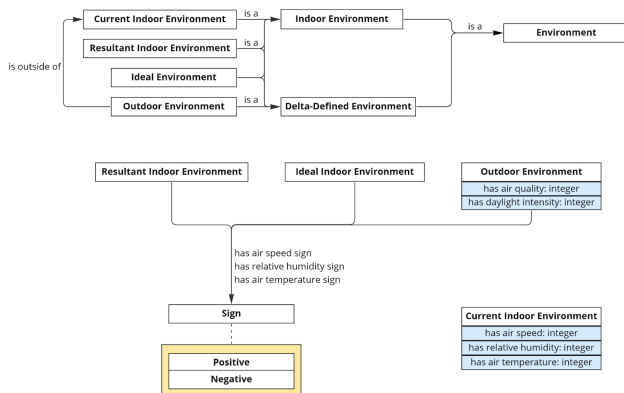 Current Indoor Environment
is a
Indoor Environment
is a
Environment
Resultant Indoor Environment
is a
is outside of
Ideal Environment
Outdoor Environment
is a
Delta-Defined Environment
Resultant Indoor Environment
Ideal Indoor Environment
Outdoor Environment
has air quality: integer
has daylight intensity: integer
has air speed sign
has relative humidity sign
has air temperature sign
Sign
Positive
Negative
Current Indoor Environment
has air speed: integer
has relative humidity: integer
has air temperature: integer